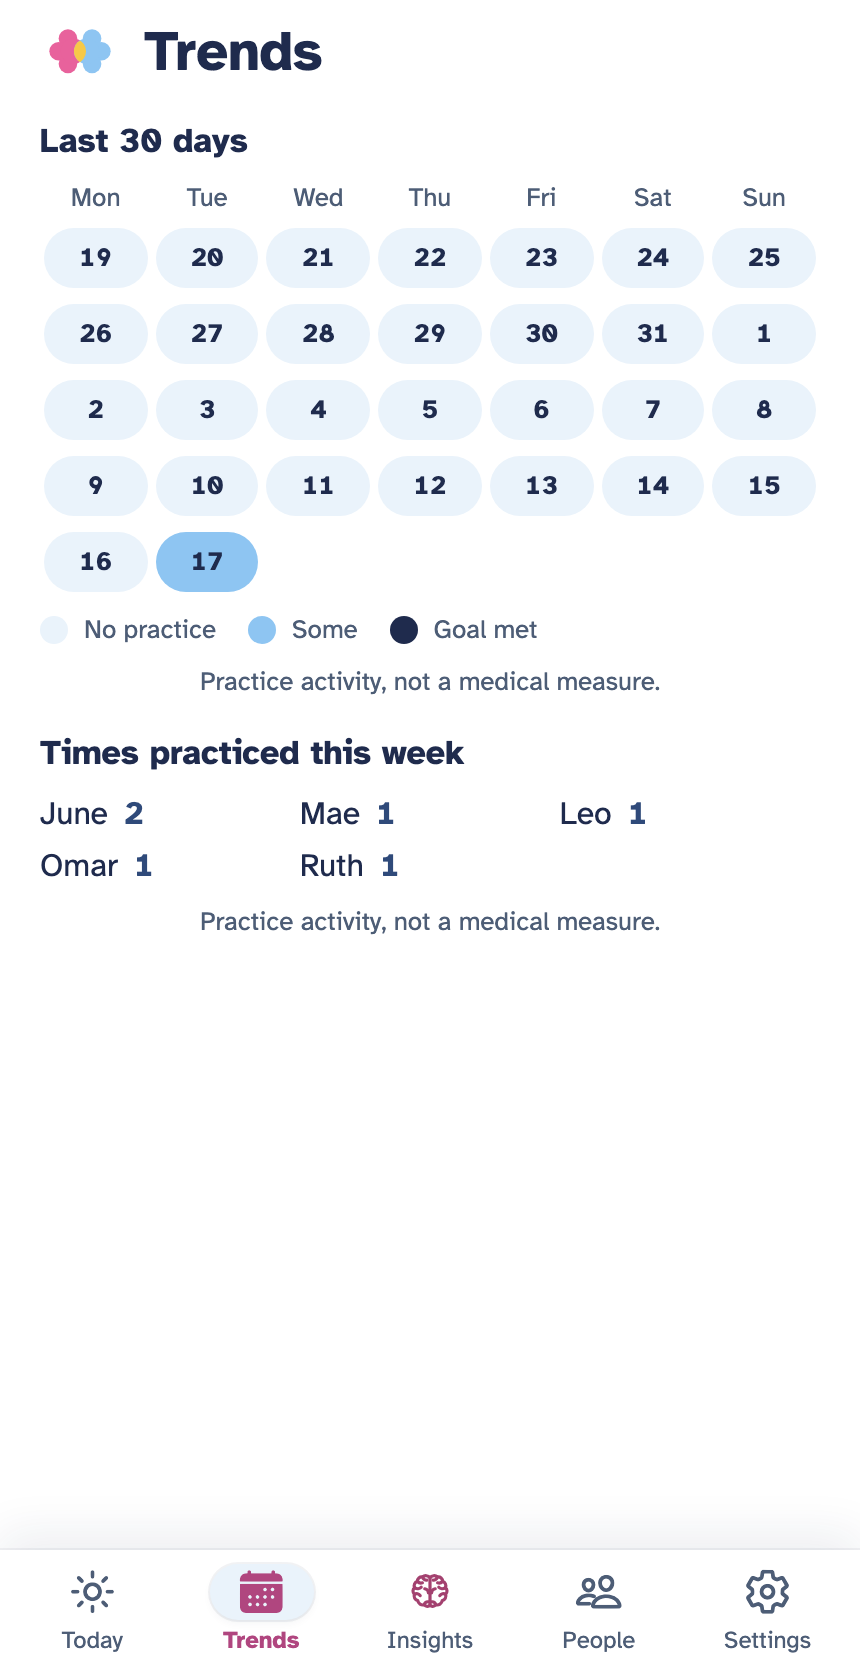 Trends
Last 30 days
Mon Tue Wed Thu Fri Sat Sun
19 20 21 22 23 24 25
26 27 28 29 30 31 1
2 3 4 5 6 7 8
9 10 11 12 13 14 15
16 17
No practice Some Goal met
Practice activity, not a medical measure.
Times practiced this week
June 2 Mae 1 Leo 1
Omar 1 Ruth 1
Practice activity, not a medical measure.
Today Trends Insights People Settings